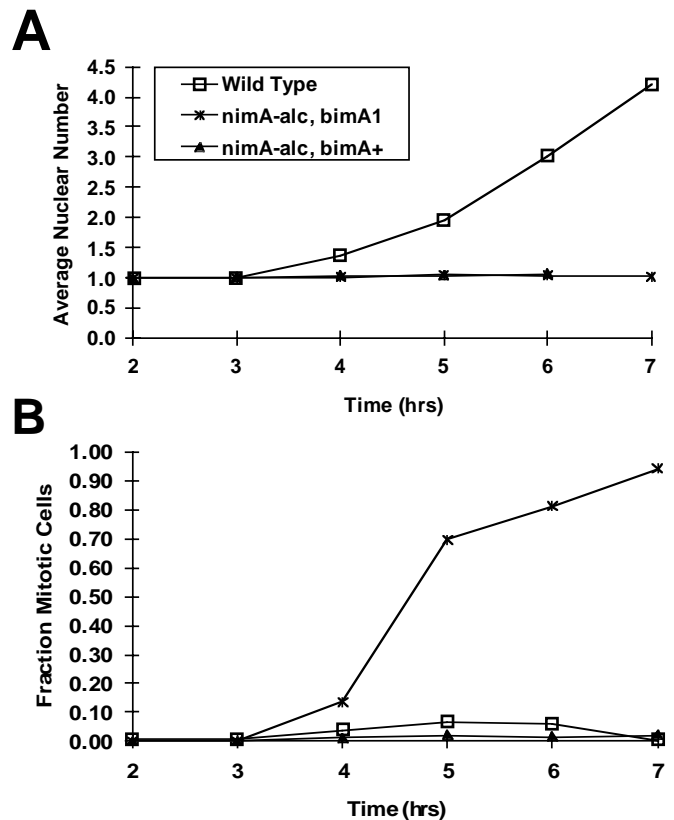 A
4.5
4.0
3.5
3.0
2.5
2.0
1.5
1.0
0.5
0.0
Average Nuclear Number
Wild Type
nimA-alc, bimA1
nimA-alc, bimA+
2 3 4 5 6 7
Time (hrs)
B
1.00
0.90
0.80
0.70
0.60
0.50
0.40
0.30
0.20
0.10
0.00
Fraction Mitotic Cells
2 3 4 5 6 7
Time (hrs)